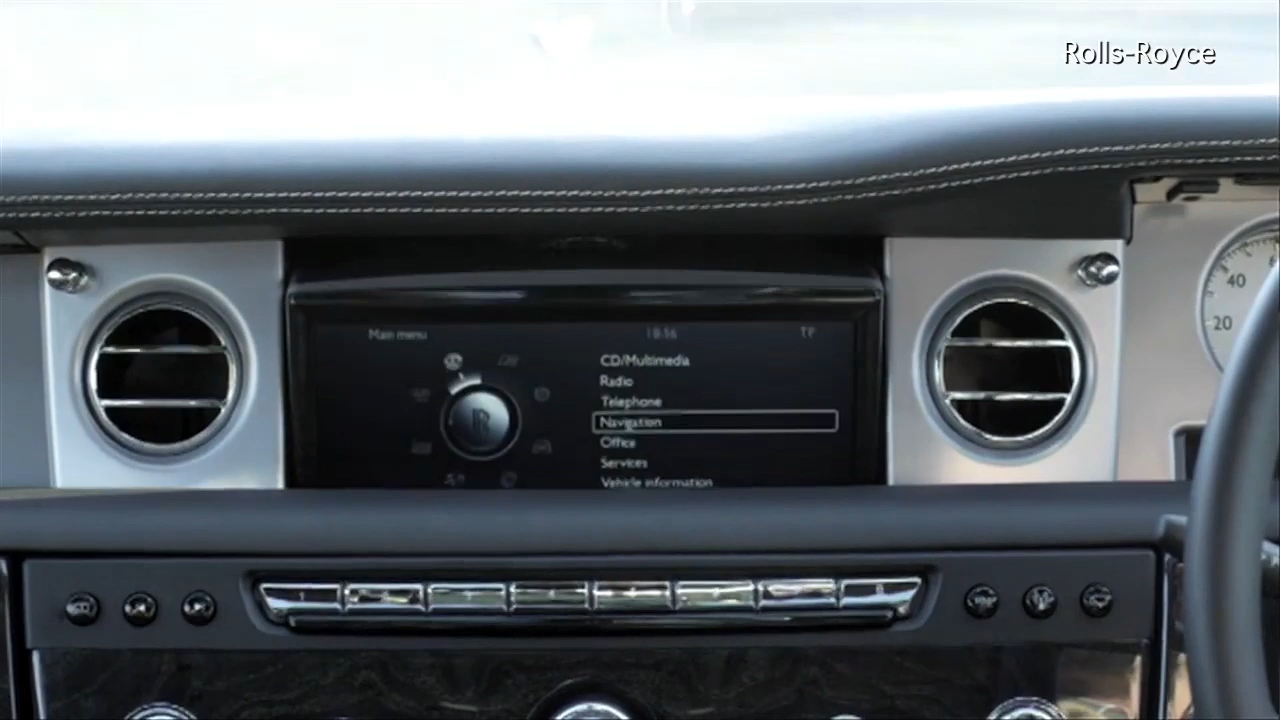 Rolls-Royce
Main menu
18:56
TP
CD/Multimedia
Radio
Telephone
Navigation
Office
Services
Vehicle information
40
20